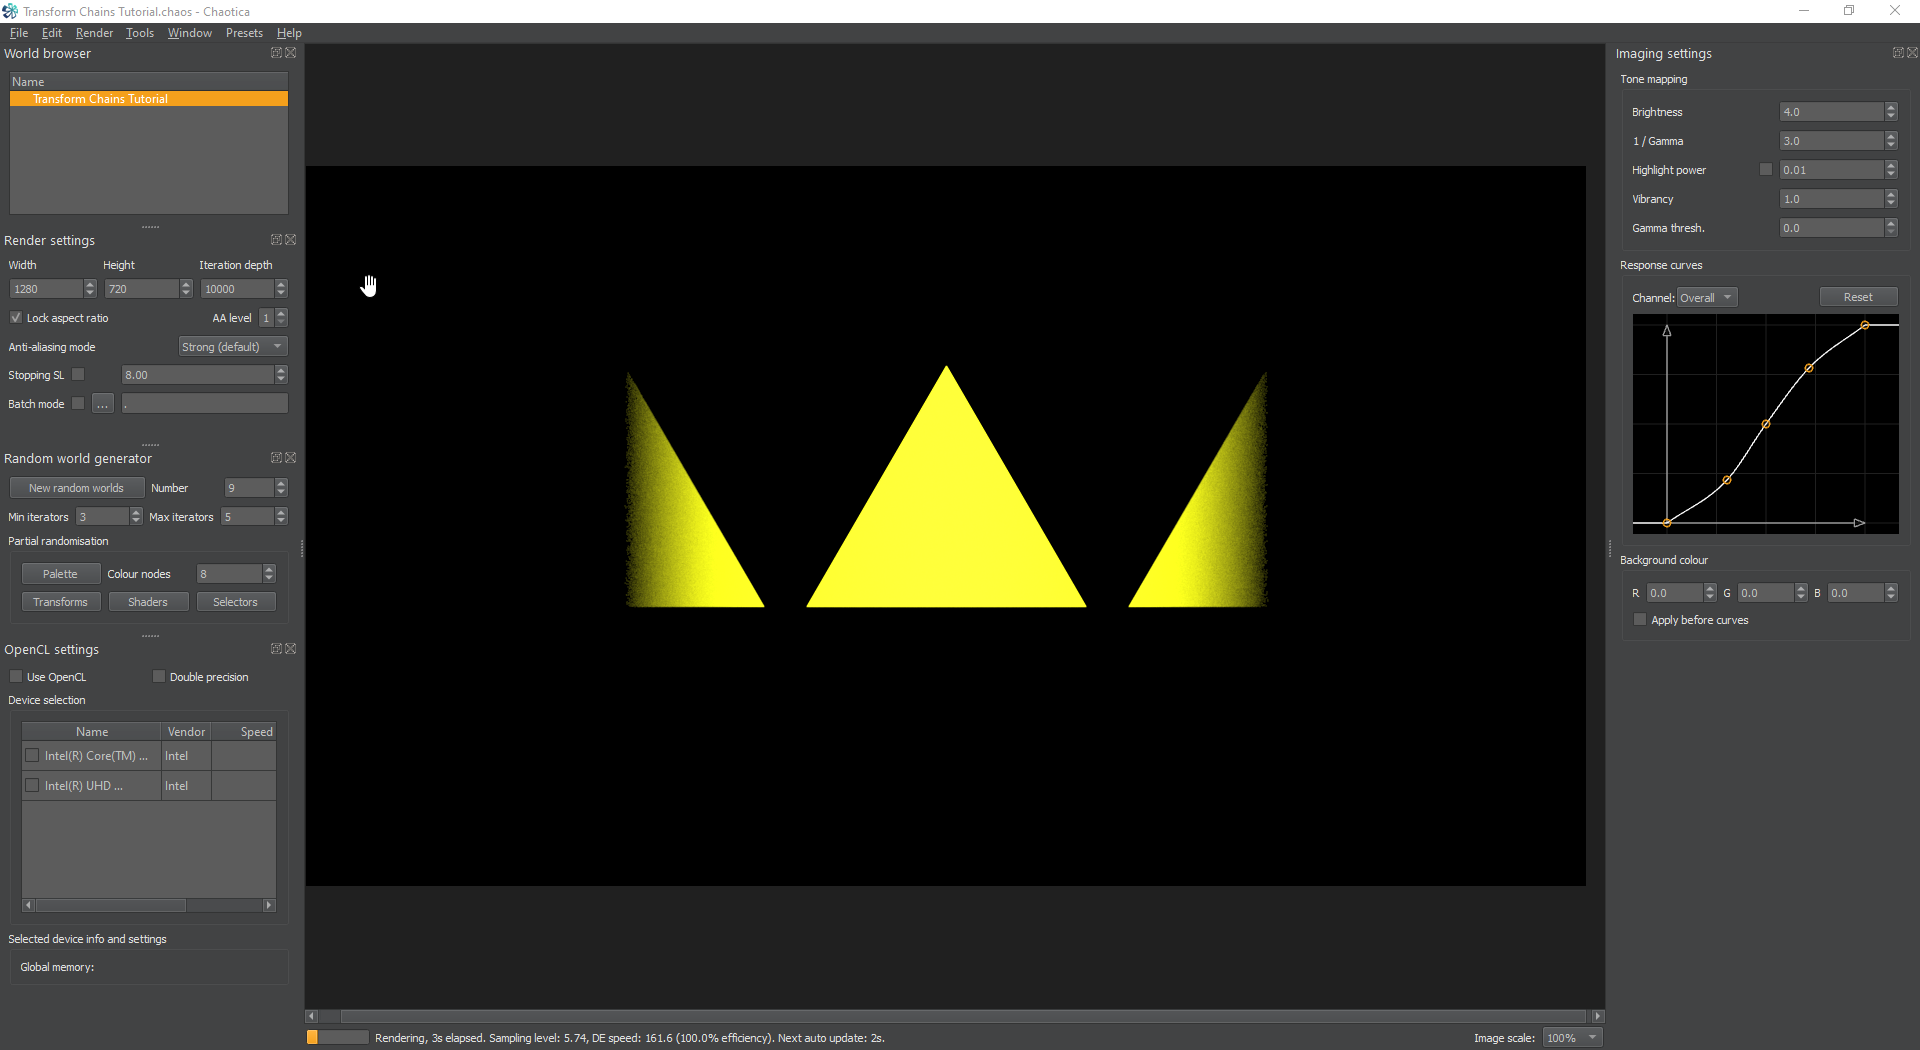 Transform Chains Tutorial.chaos - Chaotica
File Edit Render Tools Window Presets Help
World browser
Name
Transform Chains Tutorial
Render settings
Width Height Iteration depth
1280 720 10000
Lock aspect ratio AA level 1
Anti-aliasing mode Strong (default)
Stopping SL 8.00
Batch mode ... .
Random world generator
New random worlds Number 9
Min iterators 3 Max iterators 5
Partial randomisation
Palette Colour nodes 8
Transforms Shaders Selectors
OpenCL settings
Use OpenCL Double precision
Device selection
Name Vendor Speed
Intel(R) Core(TM) ... Intel
Intel(R) UHD ... Intel
Selected device info and settings
Global memory:
Rendering, 3s elapsed. Sampling level: 5.74, DE speed: 161.6 (100.0% efficiency). Next auto update: 2s.
Image scale: 100%
Imaging settings
Tone mapping
Brightness 4.0
1 / Gamma 3.0
Highlight power 0.01
Vibrancy 1.0
Gamma thresh. 0.0
Response curves
Channel: Overall Reset
Background colour
R 0.0 G 0.0 B 0.0
Apply before curves